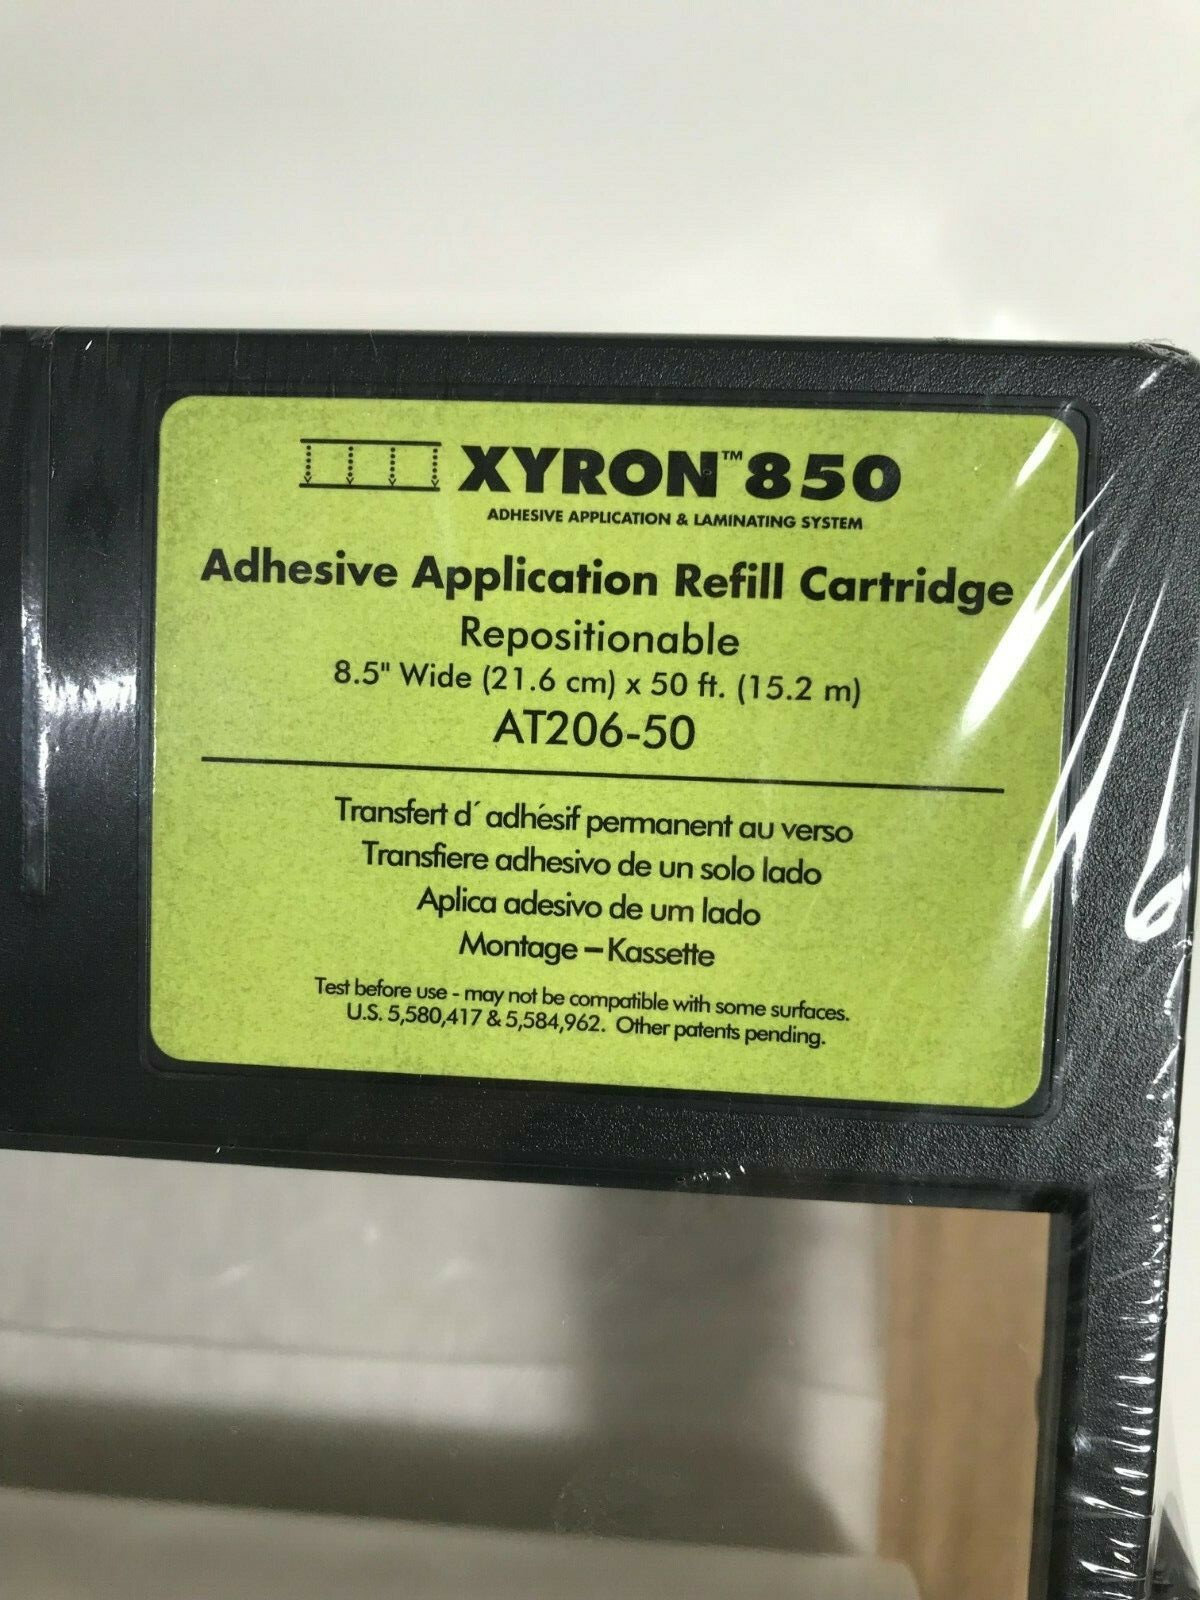 XYRON™ 850
ADHESIVE APPLICATION & LAMINATING SYSTEM
Adhesive Application Refill Cartridge
Repositionable
8.5" Wide (21.6 cm) x 50 ft. (15.2 m)
AT206-50
Transfert d´ adhésif permanent au verso
Transfiere adhesivo de un solo lado
Aplica adesivo de um lado
Montage – Kassette
Test before use - may not be compatible with some surfaces.
U.S. 5,580,417 & 5,584,962. Other patents pending.